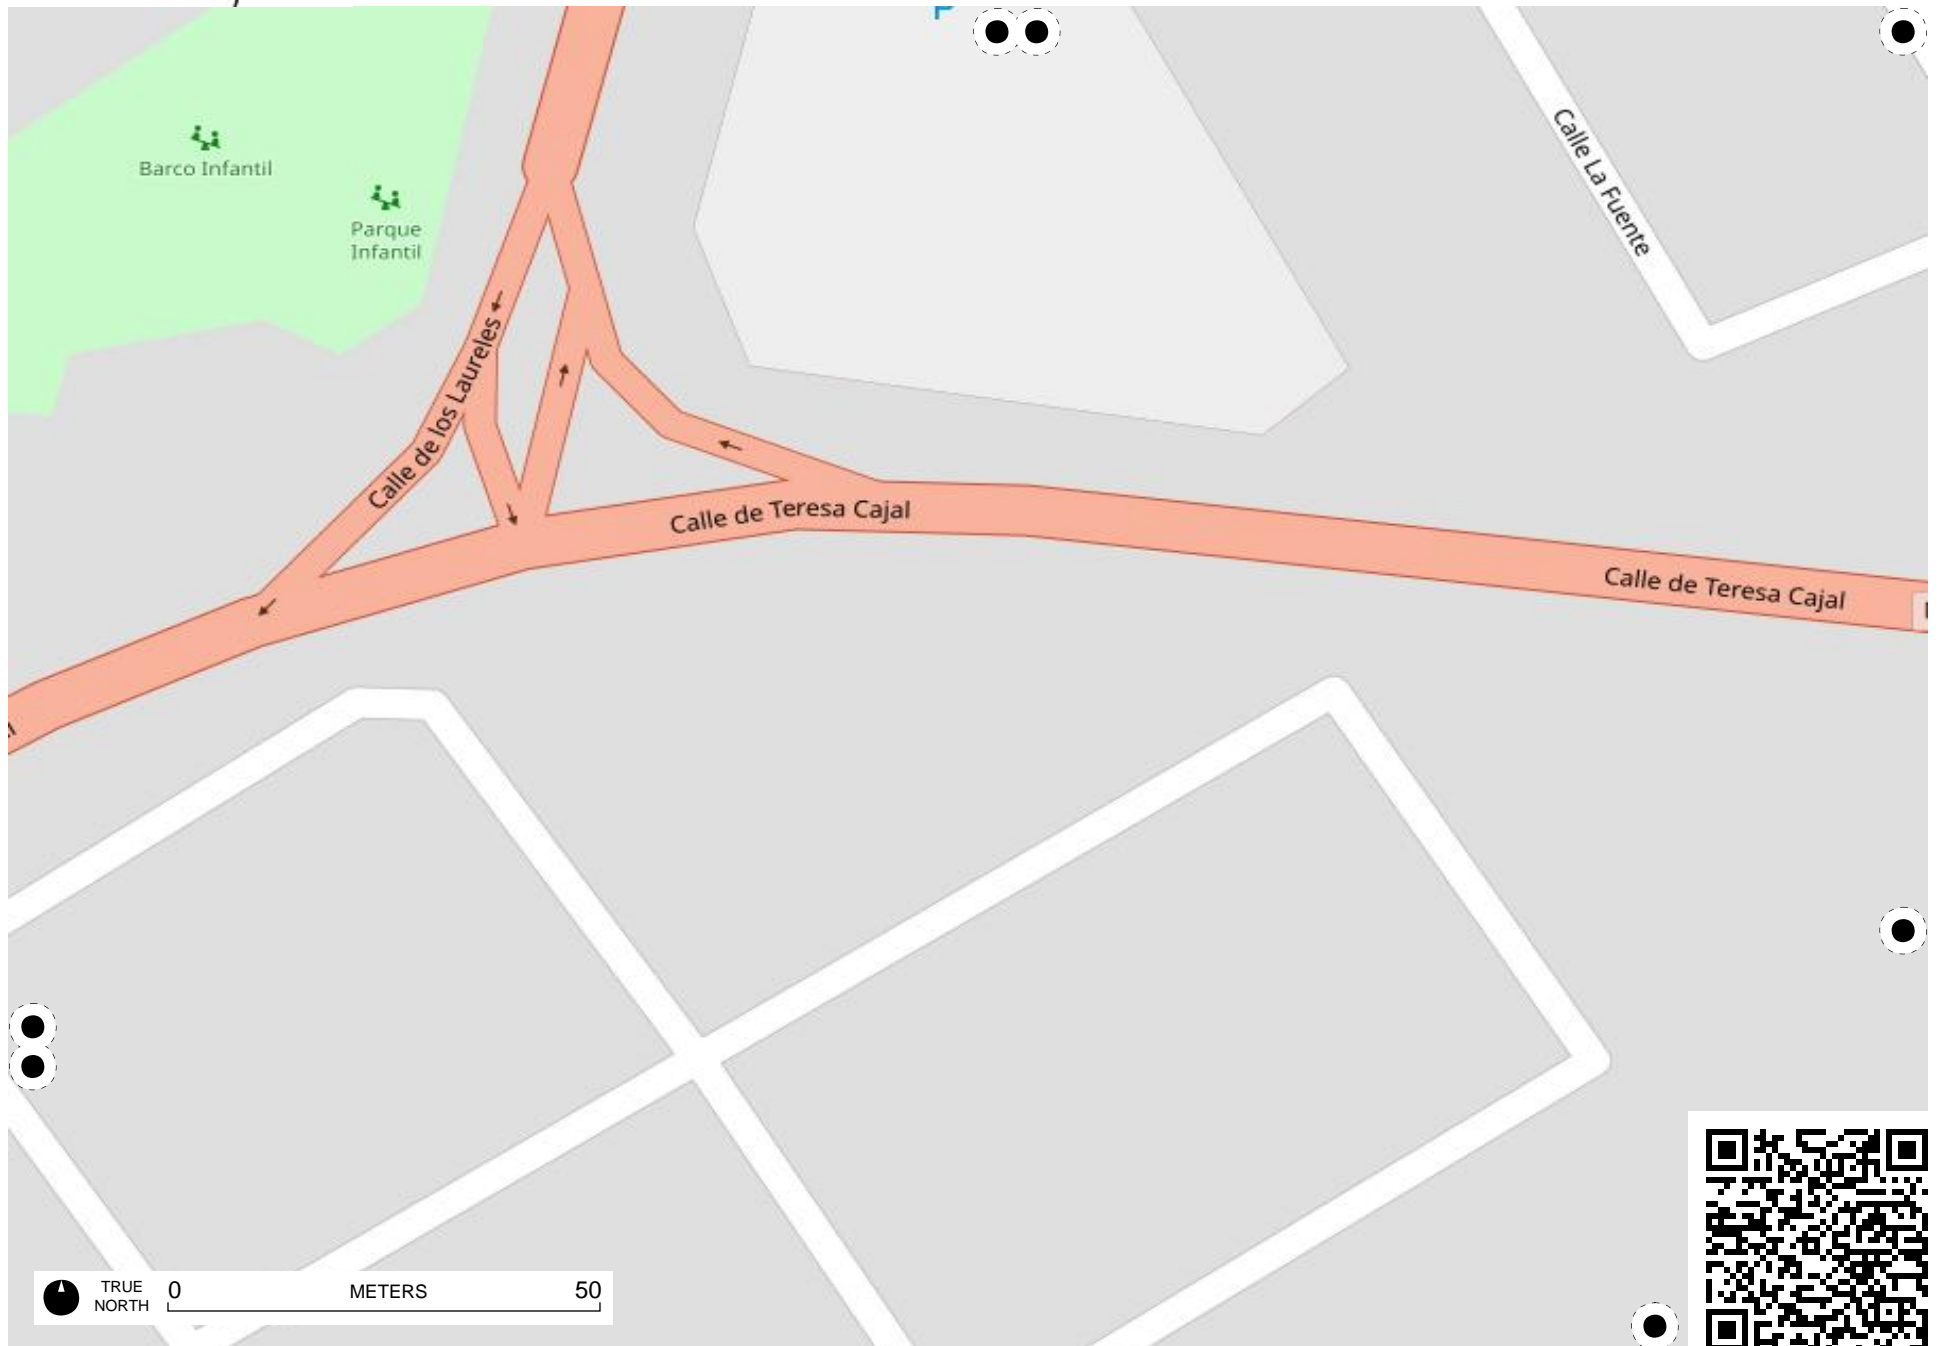 P
Barco Infantil
Parque
Infantil
Calle La Fuente
Calle de los Laureles
Calle de Teresa Cajal
Calle de Teresa Cajal
TRUE
NORTH
0 METERS 50